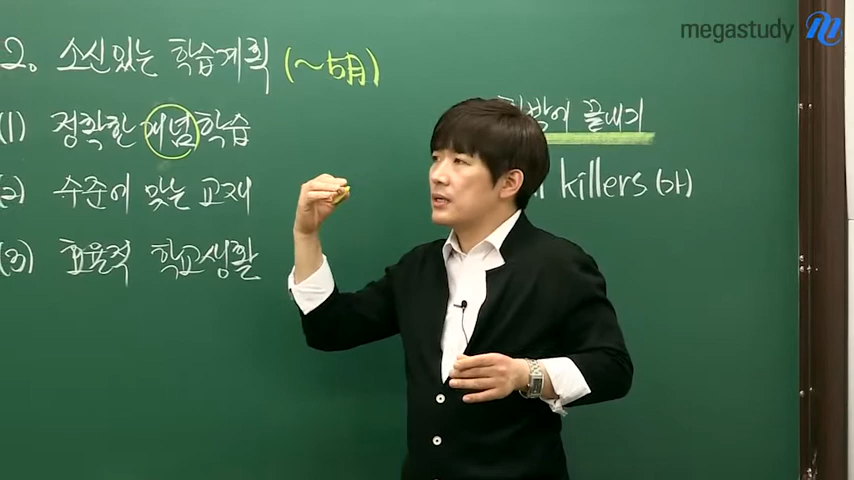 megastudy
2. 소신있는 학습계획 (~5月)
(1) 정확한 개념학습
(2) 수준에 맞는 교재
(3) 효율적 학교생활
끝내기
killers (하)